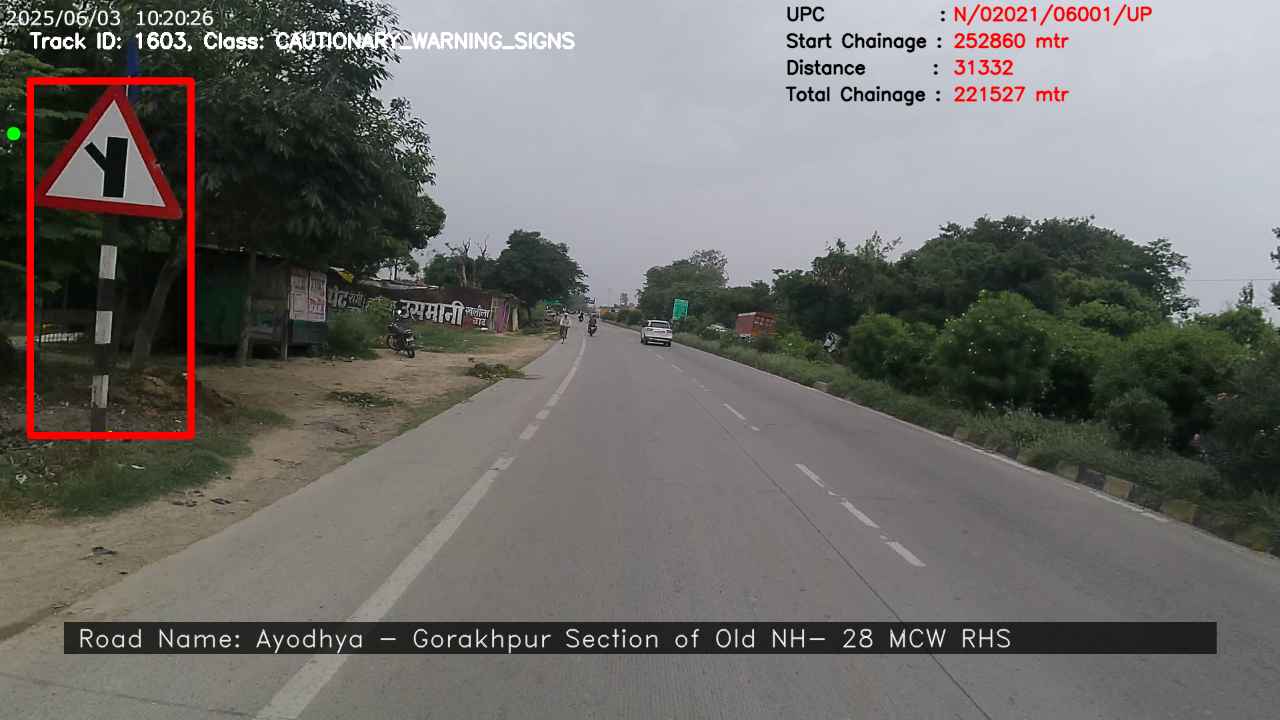 2025/06/03 10:20:26
Track ID: 1603, Class: CAUTIONARY_WARNING_SIGNS
UPC : N/02021/06001/UP
Start Chainage : 252860 mtr
Distance : 31332
Total Chainage : 221527 mtr
उसमानी
Road Name: Ayodhya - Gorakhpur Section of Old NH- 28 MCW RHS